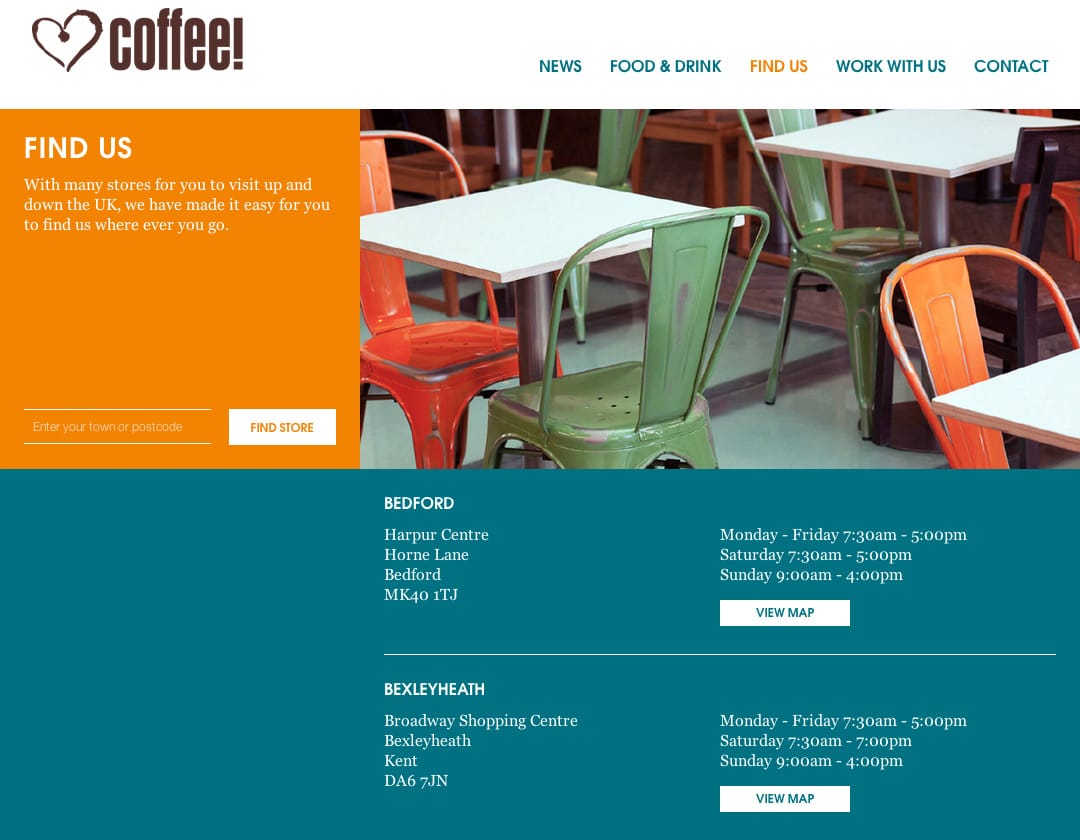 coffee!
NEWS FOOD & DRINK FIND US WORK WITH US CONTACT
FIND US
With many stores for you to visit up and
down the UK, we have made it easy for you
to find us where ever you go.
Enter your town or postcode
FIND STORE
BEDFORD
Harpur Centre
Horne Lane
Bedford
MK40 1TJ
Monday - Friday 7:30am - 5:00pm
Saturday 7:30am - 5:00pm
Sunday 9:00am - 4:00pm
VIEW MAP
BEXLEYHEATH
Broadway Shopping Centre
Bexleyheath
Kent
DA6 7JN
Monday - Friday 7:30am - 5:00pm
Saturday 7:30am - 7:00pm
Sunday 9:00am - 4:00pm
VIEW MAP